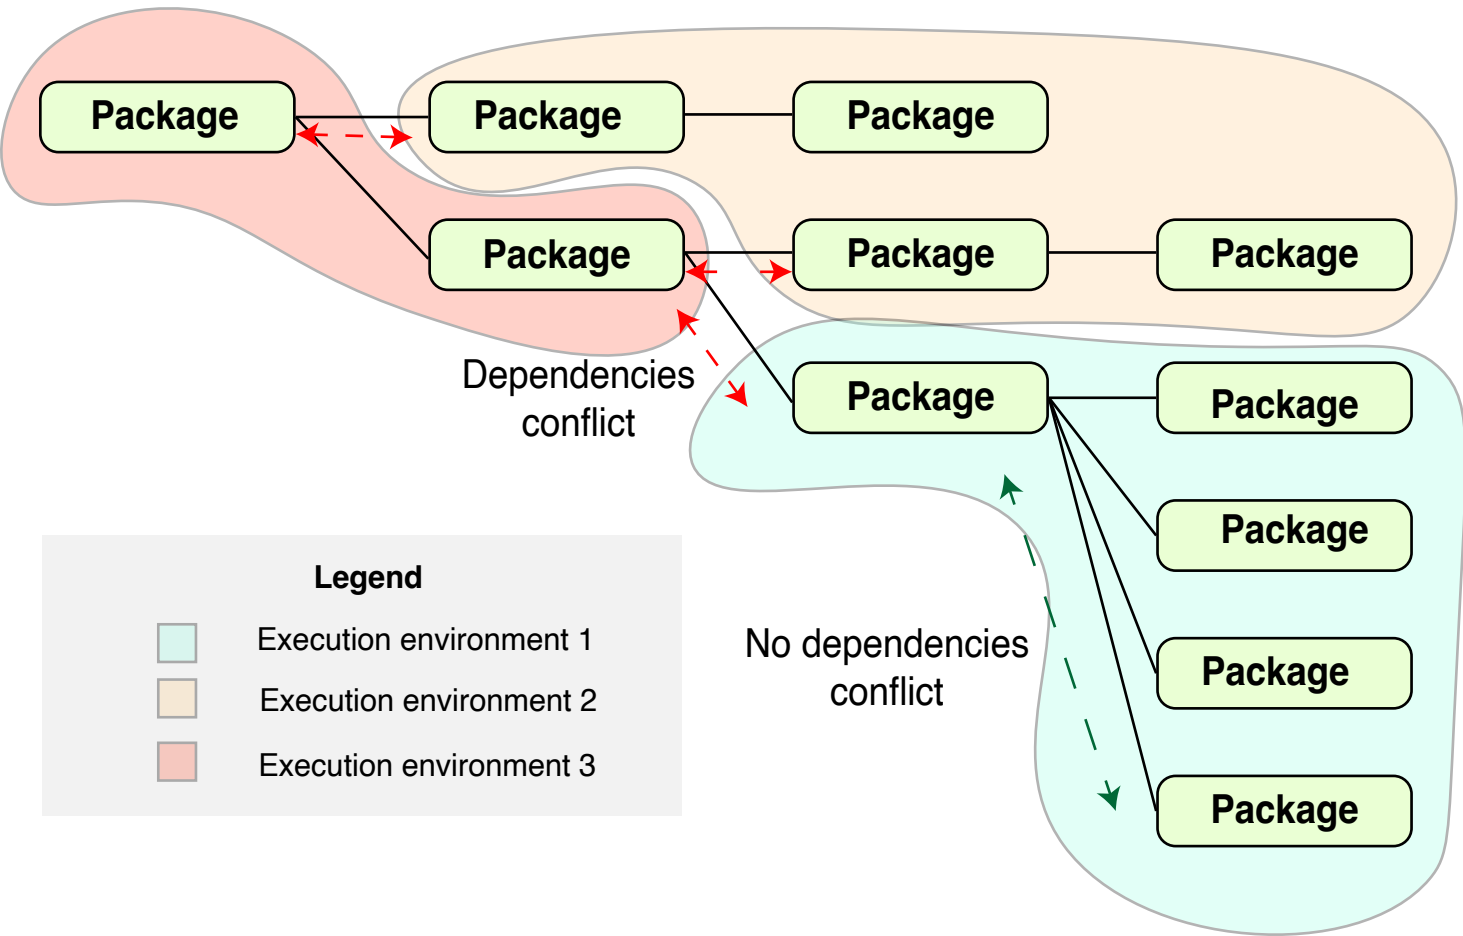 Package
Package
Package
Package
Package
Package
Dependencies
conflict
Package
Package
Package
Legend
Execution environment 1
Execution environment 2
Execution environment 3
No dependencies
conflict
Package
Package